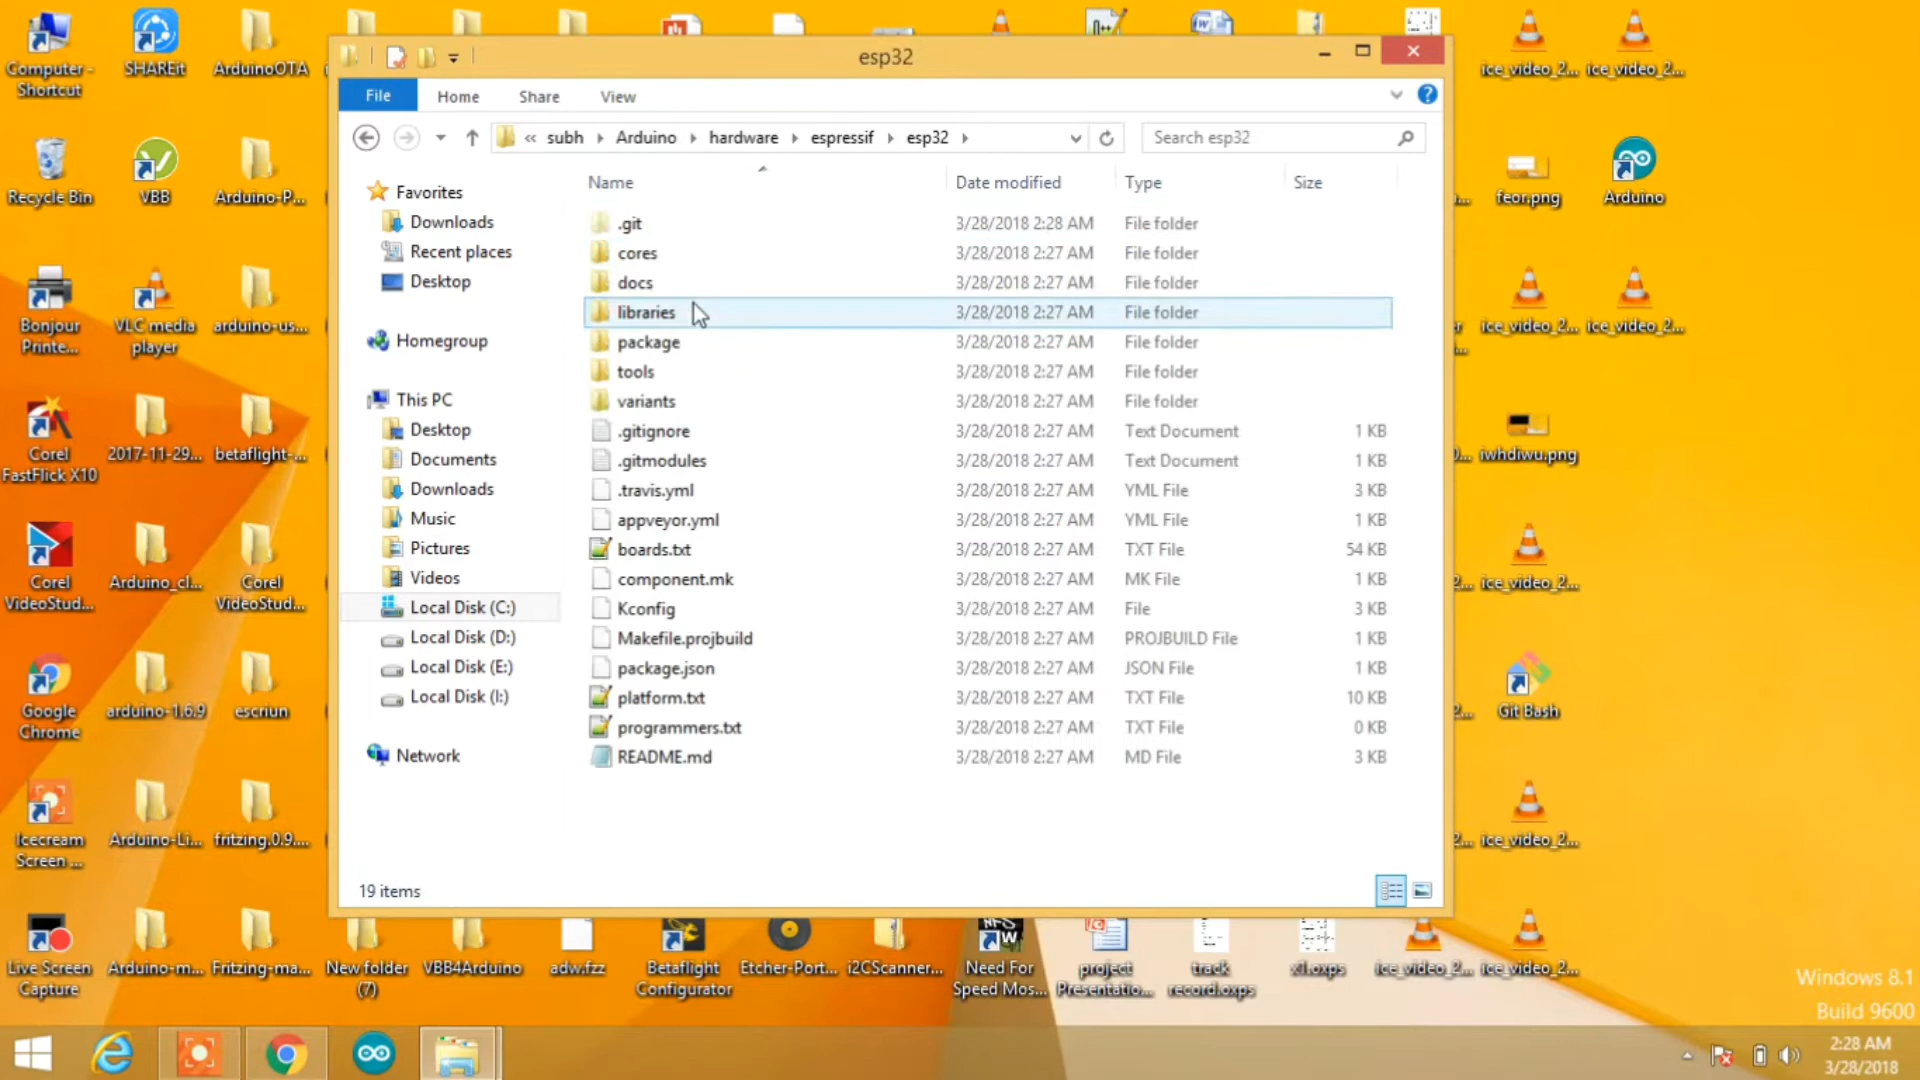 esp32
File Home Share View
« subh Arduino hardware espressif esp32
Search esp32
Name Date modified Type Size
.git 3/28/2018 2:28 AM File folder
cores 3/28/2018 2:27 AM File folder
docs 3/28/2018 2:27 AM File folder
libraries 3/28/2018 2:27 AM File folder
package 3/28/2018 2:27 AM File folder
tools 3/28/2018 2:27 AM File folder
variants 3/28/2018 2:27 AM File folder
.gitignore 3/28/2018 2:27 AM Text Document 1 KB
.gitmodules 3/28/2018 2:27 AM Text Document 1 KB
.travis.yml 3/28/2018 2:27 AM YML File 3 KB
appveyor.yml 3/28/2018 2:27 AM YML File 1 KB
boards.txt 3/28/2018 2:27 AM TXT File 54 KB
component.mk 3/28/2018 2:27 AM MK File 1 KB
Kconfig 3/28/2018 2:27 AM File 3 KB
Makefile.projbuild 3/28/2018 2:27 AM PROJBUILD File 1 KB
package.json 3/28/2018 2:27 AM JSON File 1 KB
platform.txt 3/28/2018 2:27 AM TXT File 10 KB
programmers.txt 3/28/2018 2:27 AM TXT File 0 KB
README.md 3/28/2018 2:27 AM MD File 3 KB
Favorites
Downloads
Recent places
Desktop
Homegroup
This PC
Desktop
Documents
Downloads
Music
Pictures
Videos
Local Disk (C:)
Local Disk (D:)
Local Disk (E:)
Local Disk (I:)
Network
19 items
Computer -
Shortcut
SHAREit
ArduinoOTA
Recycle Bin
VBB
Arduino-P...
Bonjour
Printe...
VLC media
player
arduino-us...
Corel
FastFlick X10
2017-11-29...
betaflight-...
Corel
VideoStud...
Arduino_cl...
Corel
VideoStud...
Google
Chrome
arduino-1.6.9
escriun
Icecream
Screen ...
Arduino-Li...
fritzing.0.9....
Live Screen
Capture
Arduino-m...
Fritzing-ma...
New folder
(7)
VBB4Arduino
adw.fzz
Betaflight
Configurator
Etcher-Port...
i2CScanner...
Need For
Speed Mos...
project
Presentatio...
track
record.oxps
xll.oxps
ice_video_2...
ice_video_2...
ice_video_2...
ice_video_2...
feor.png
Arduino
ice_video_2...
ice_video_2...
iwhdiwu.png
ice_video_2...
Git Bash
ice_video_2...
Windows 8.1
Build 9600
2:28 AM
3/28/2018